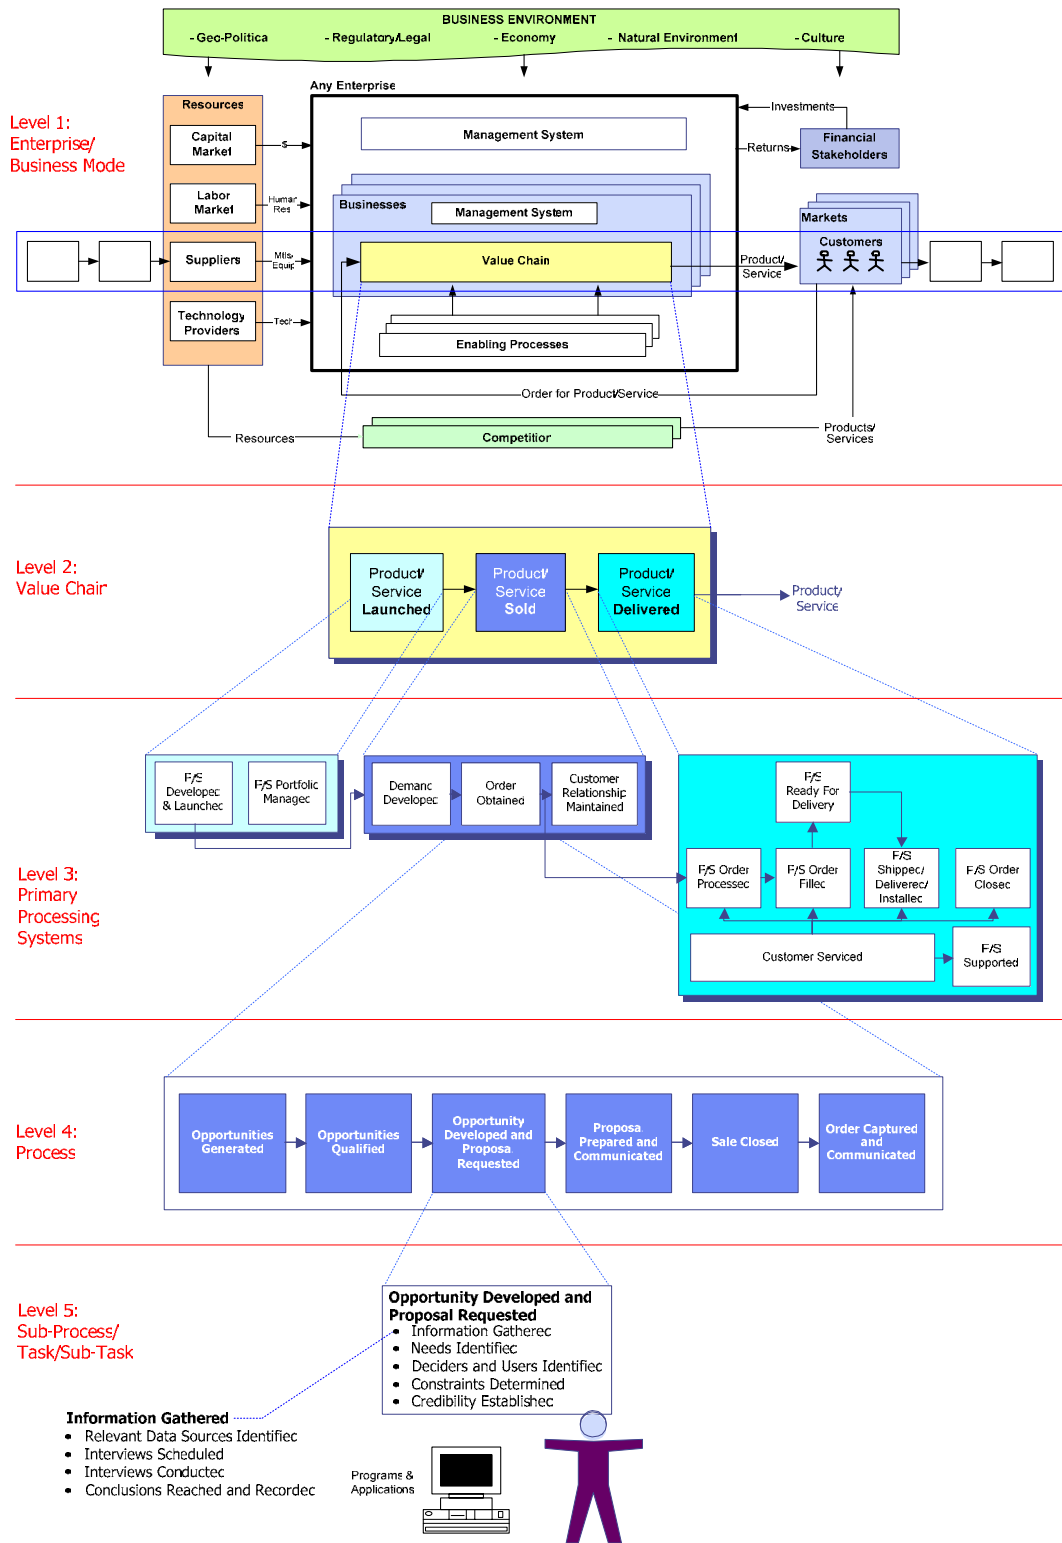 BUSINESS ENVIRONMENT
- Geo-Politica
- Regulatory/Legal
- Economy
- Natural Environment
- Culture
Level 1:
Enterprise/
Business Mode
Any Enterprise
Resources
Capital
Market
$
Labor
Market
Human
Res
Suppliers
Mtls/
Equip
Technology
Providers
Tech
Management System
Businesses
Management System
Value Chain
Enabling Processes
Investments
Returns
Financial
Stakeholders
Markets
Customers
Product/
Service
Order for Product/Service
Resources
Competition
Products/
Services
Level 2:
Value Chain
Product/
Service
Launched
Product/
Service
Sold
Product/
Service
Delivered
Product/
Service
Level 3:
Primary
Processing
Systems
P/S
Developed
& Launched
P/S Portfolio
Managed
Demand
Developed
Order
Obtained
Customer
Relationship
Maintained
P/S
Ready For
Delivery
P/S Order
Processed
P/S Order
Filled
P/S
Shipped/
Delivered/
Installed
P/S Order
Closed
Customer Serviced
P/S
Supported
Level 4:
Process
Opportunities
Generated
Opportunities
Qualified
Opportunity
Developed and
Proposa
Requested
Proposa
Prepared and
Communicated
Sale Closed
Order Captured
and
Communicated
Level 5:
Sub-Process/
Task/Sub-Task
Opportunity Developed and
Proposal Requested
• Information Gathered
• Needs Identified
• Deciders and Users Identified
• Constraints Determined
• Credibility Established
Information Gathered
• Relevant Data Sources Identified
• Interviews Scheduled
• Interviews Conducted
• Conclusions Reached and Recorded
Programs &
Applications